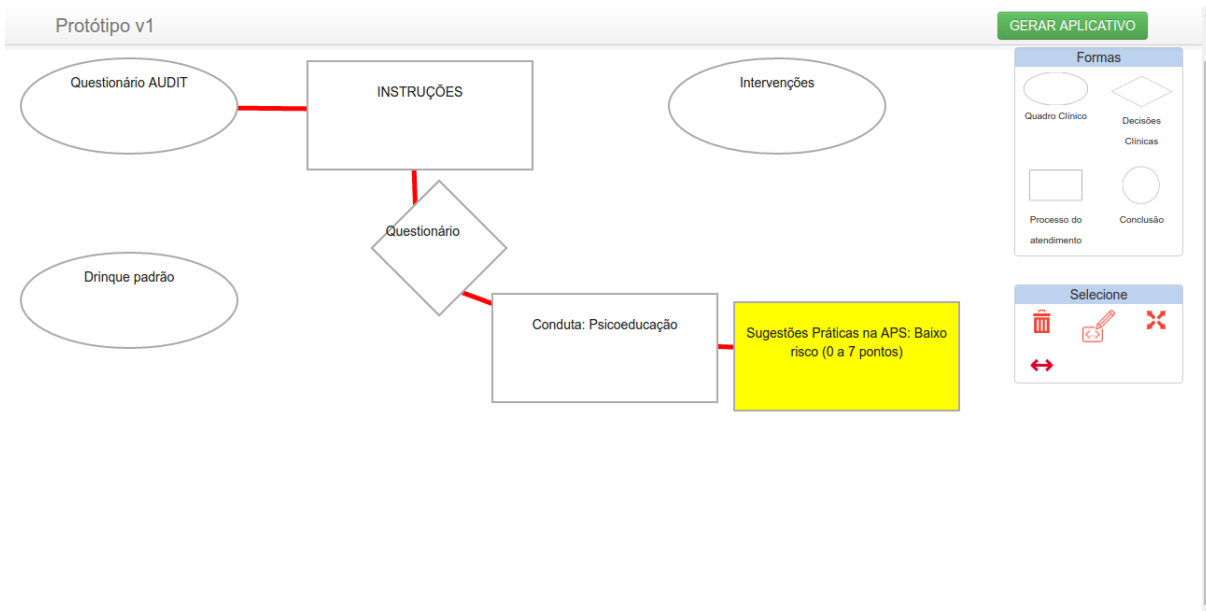 Protótipo v1
GERAR APLICATIVO
Questionário AUDIT
INSTRUÇÕES
Intervenções
Questionário
Drinque padrão
Conduta: Psicoeducação
Sugestões Práticas na APS: Baixo
risco (0 a 7 pontos)
Formas
Quadro Clínico
Decisões
Clínicas
Processo do
atendimento
Conclusão
Selecione